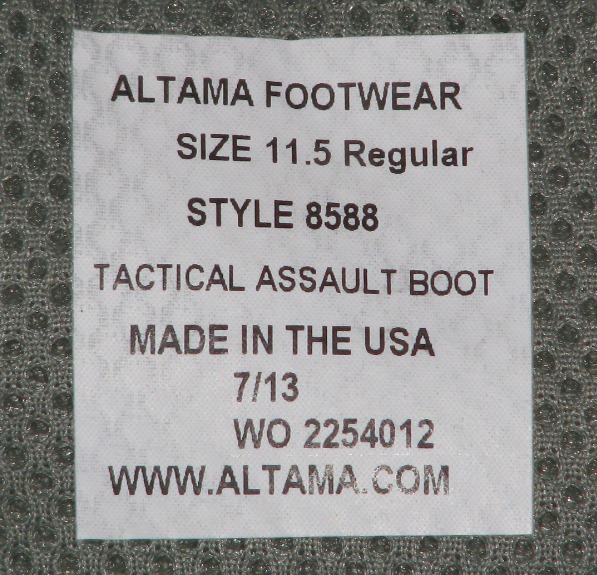 ALTAMA FOOTWEAR
SIZE 11.5 Regular
STYLE 8588
TACTICAL ASSAULT BOOT
MADE IN THE USA
7/13
WO 2254012
WWW.ALTAMA.COM